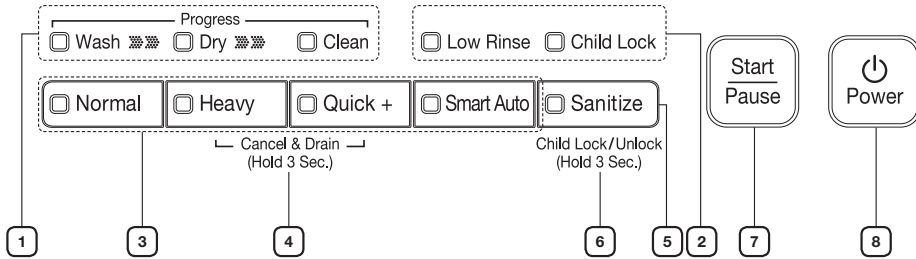 Progress
Wash Dry Clean
Low Rinse Child Lock
Start
Pause
Power
Normal Heavy Quick + Smart Auto Sanitize
Cancel & Drain
(Hold 3 Sec.)
Child Lock/Unlock
(Hold 3 Sec.)
1 3 4 6 5 2 7 8